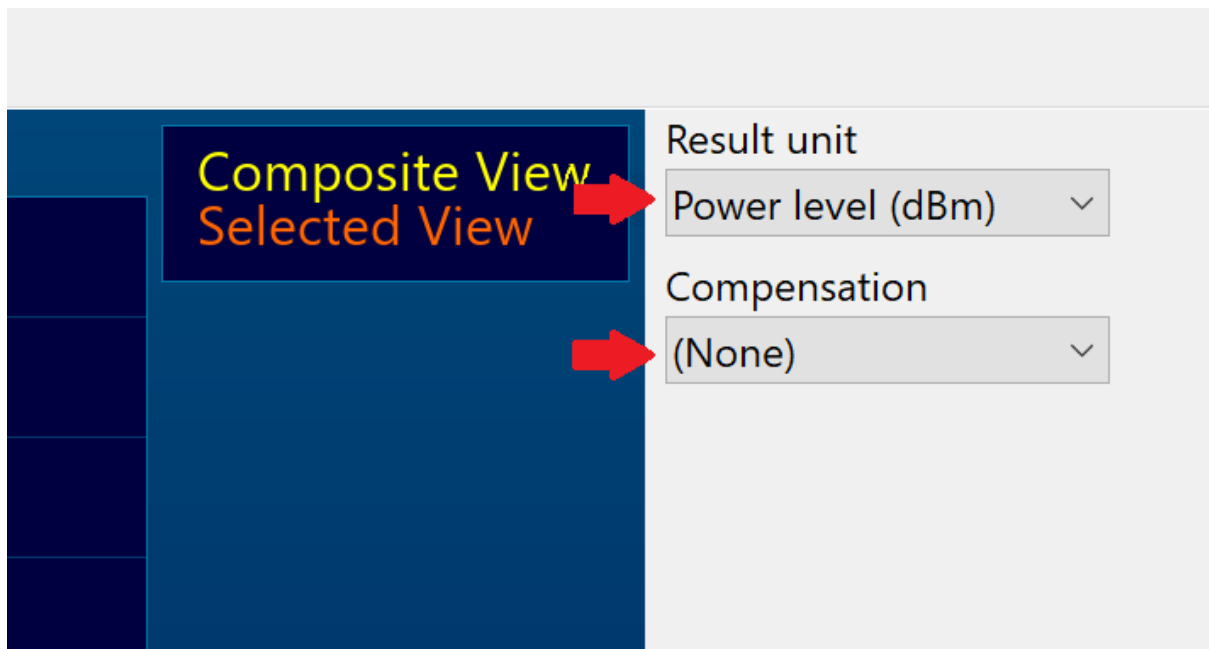 Composite View
Selected View
Result unit
Power level (dBm)
Compensation
(None)